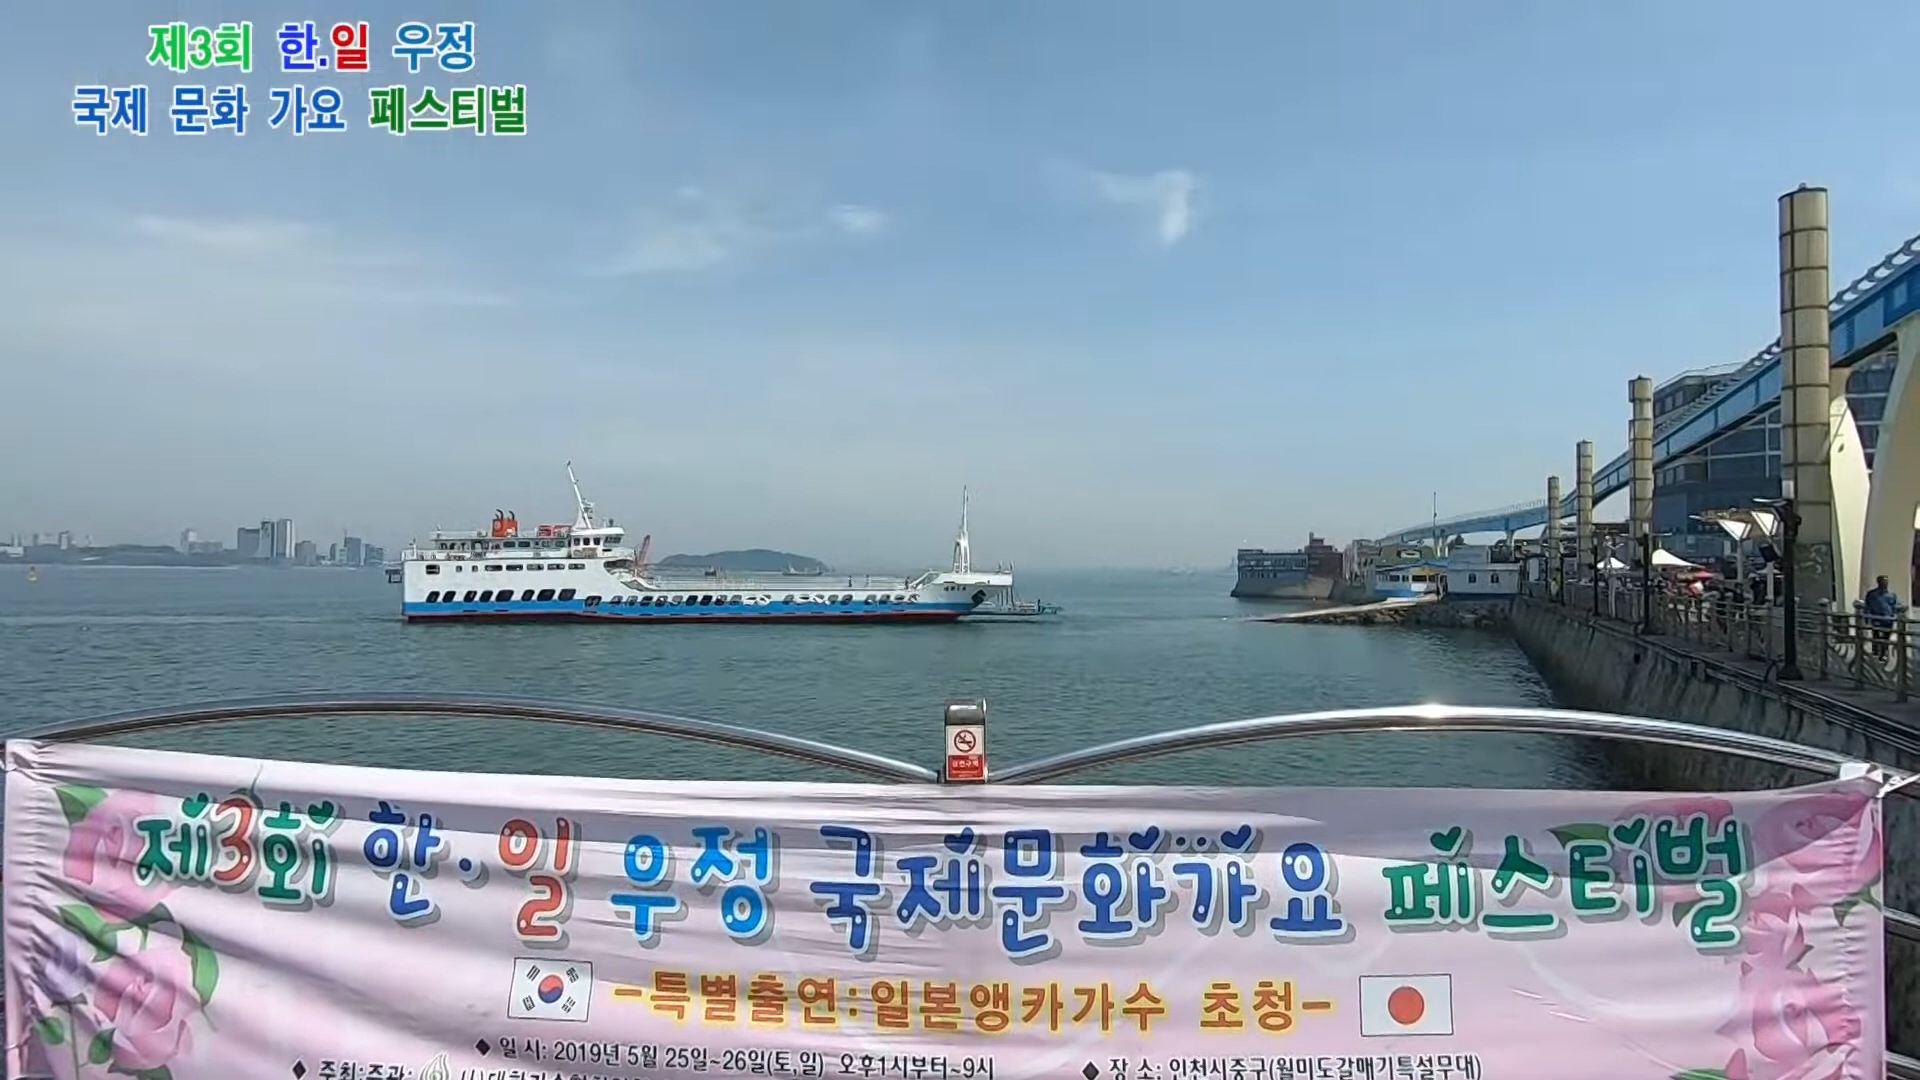 제3회 한.일 우정
국제 문화 가요 페스티벌
제3회 한·일 우정 국제문화가요 페스티벌
-특별출연:일본앵카가수 초청-
◆ 일 시: 2019년 5월 25일~26일(토,일) 오후1시부터~9시
◆ 주최:주관:
◆ 장 소: 인천시중구(월미도갈매기특설무대)